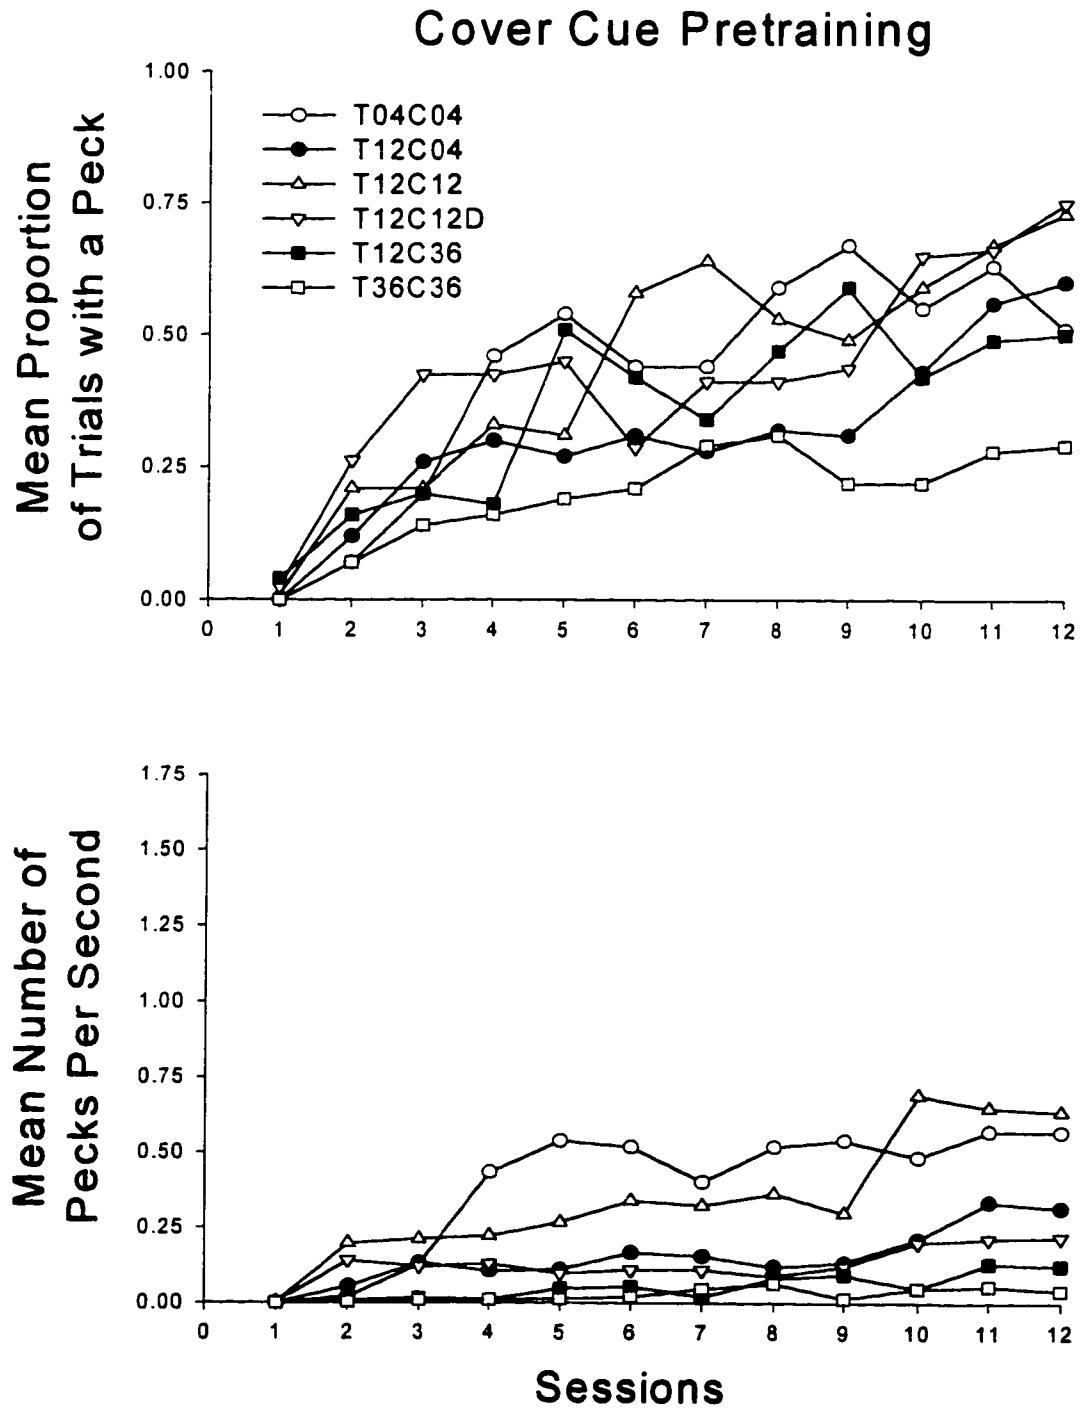 Cover Cue Pretraining
Mean Proportion
of Trials with a Peck
1.00
0.75
0.50
0.25
0.00
T04C04
T12C04
T12C12
T12C12D
T12C36
T36C36
0 1 2 3 4 5 6 7 8 9 10 11 12
Mean Number of
Pecks Per Second
1.75
1.50
1.25
1.00
0.75
0.50
0.25
0.00
0 1 2 3 4 5 6 7 8 9 10 11 12
Sessions